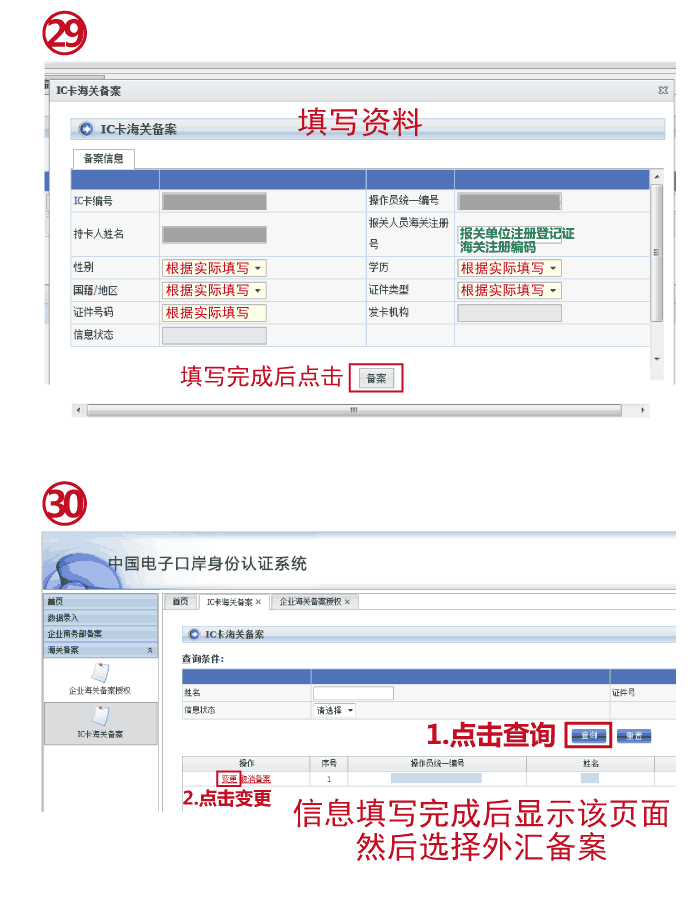 29
IC卡海关备案
填写资料
IC卡海关备案
备案信息
IC卡编号
操作员统一编号
持卡人姓名
报关人员海关注册号
报关单位注册登记证
海关注册编码
性别
根据实际填写
学历
根据实际填写
国籍/地区
根据实际填写
证件类型
根据实际填写
证件号码
根据实际填写
发卡机构
信息状态
填写完成后点击
备案
30
中国电子口岸身份认证系统
首页
数据录入
企业商务部备案
海关备案
企业海关备案授权
IC卡海关备案
首页
IC卡海关备案
企业海关备案授权
IC卡海关备案
查询条件:
姓名
证件号
信息状态
请选择
1.点击查询
查询
重置
操作
序号
操作员统一编号
姓名
变更
取消备案
1
2.点击变更
信息填写完成后显示该页面
然后选择外汇备案